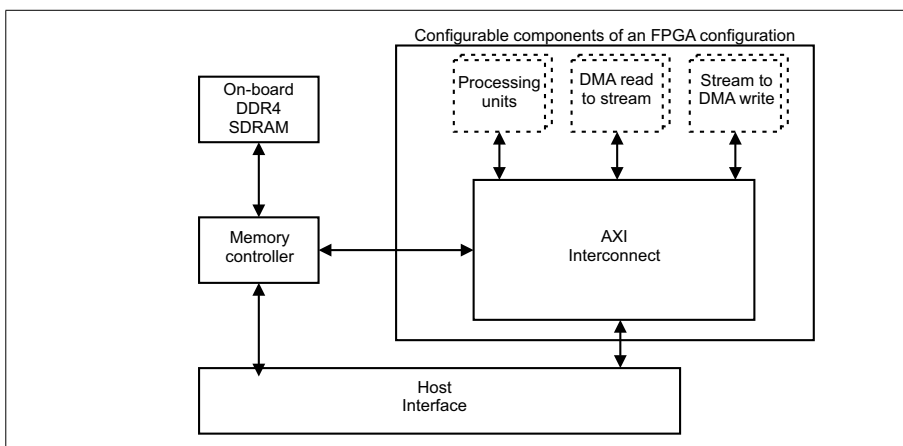 Configurable components of an FPGA configuration
On-board
DDR4
SDRAM
Processing
units
DMA read
to stream
Stream to
DMA write
Memory
controller
AXI
Interconnect
Host
Interface